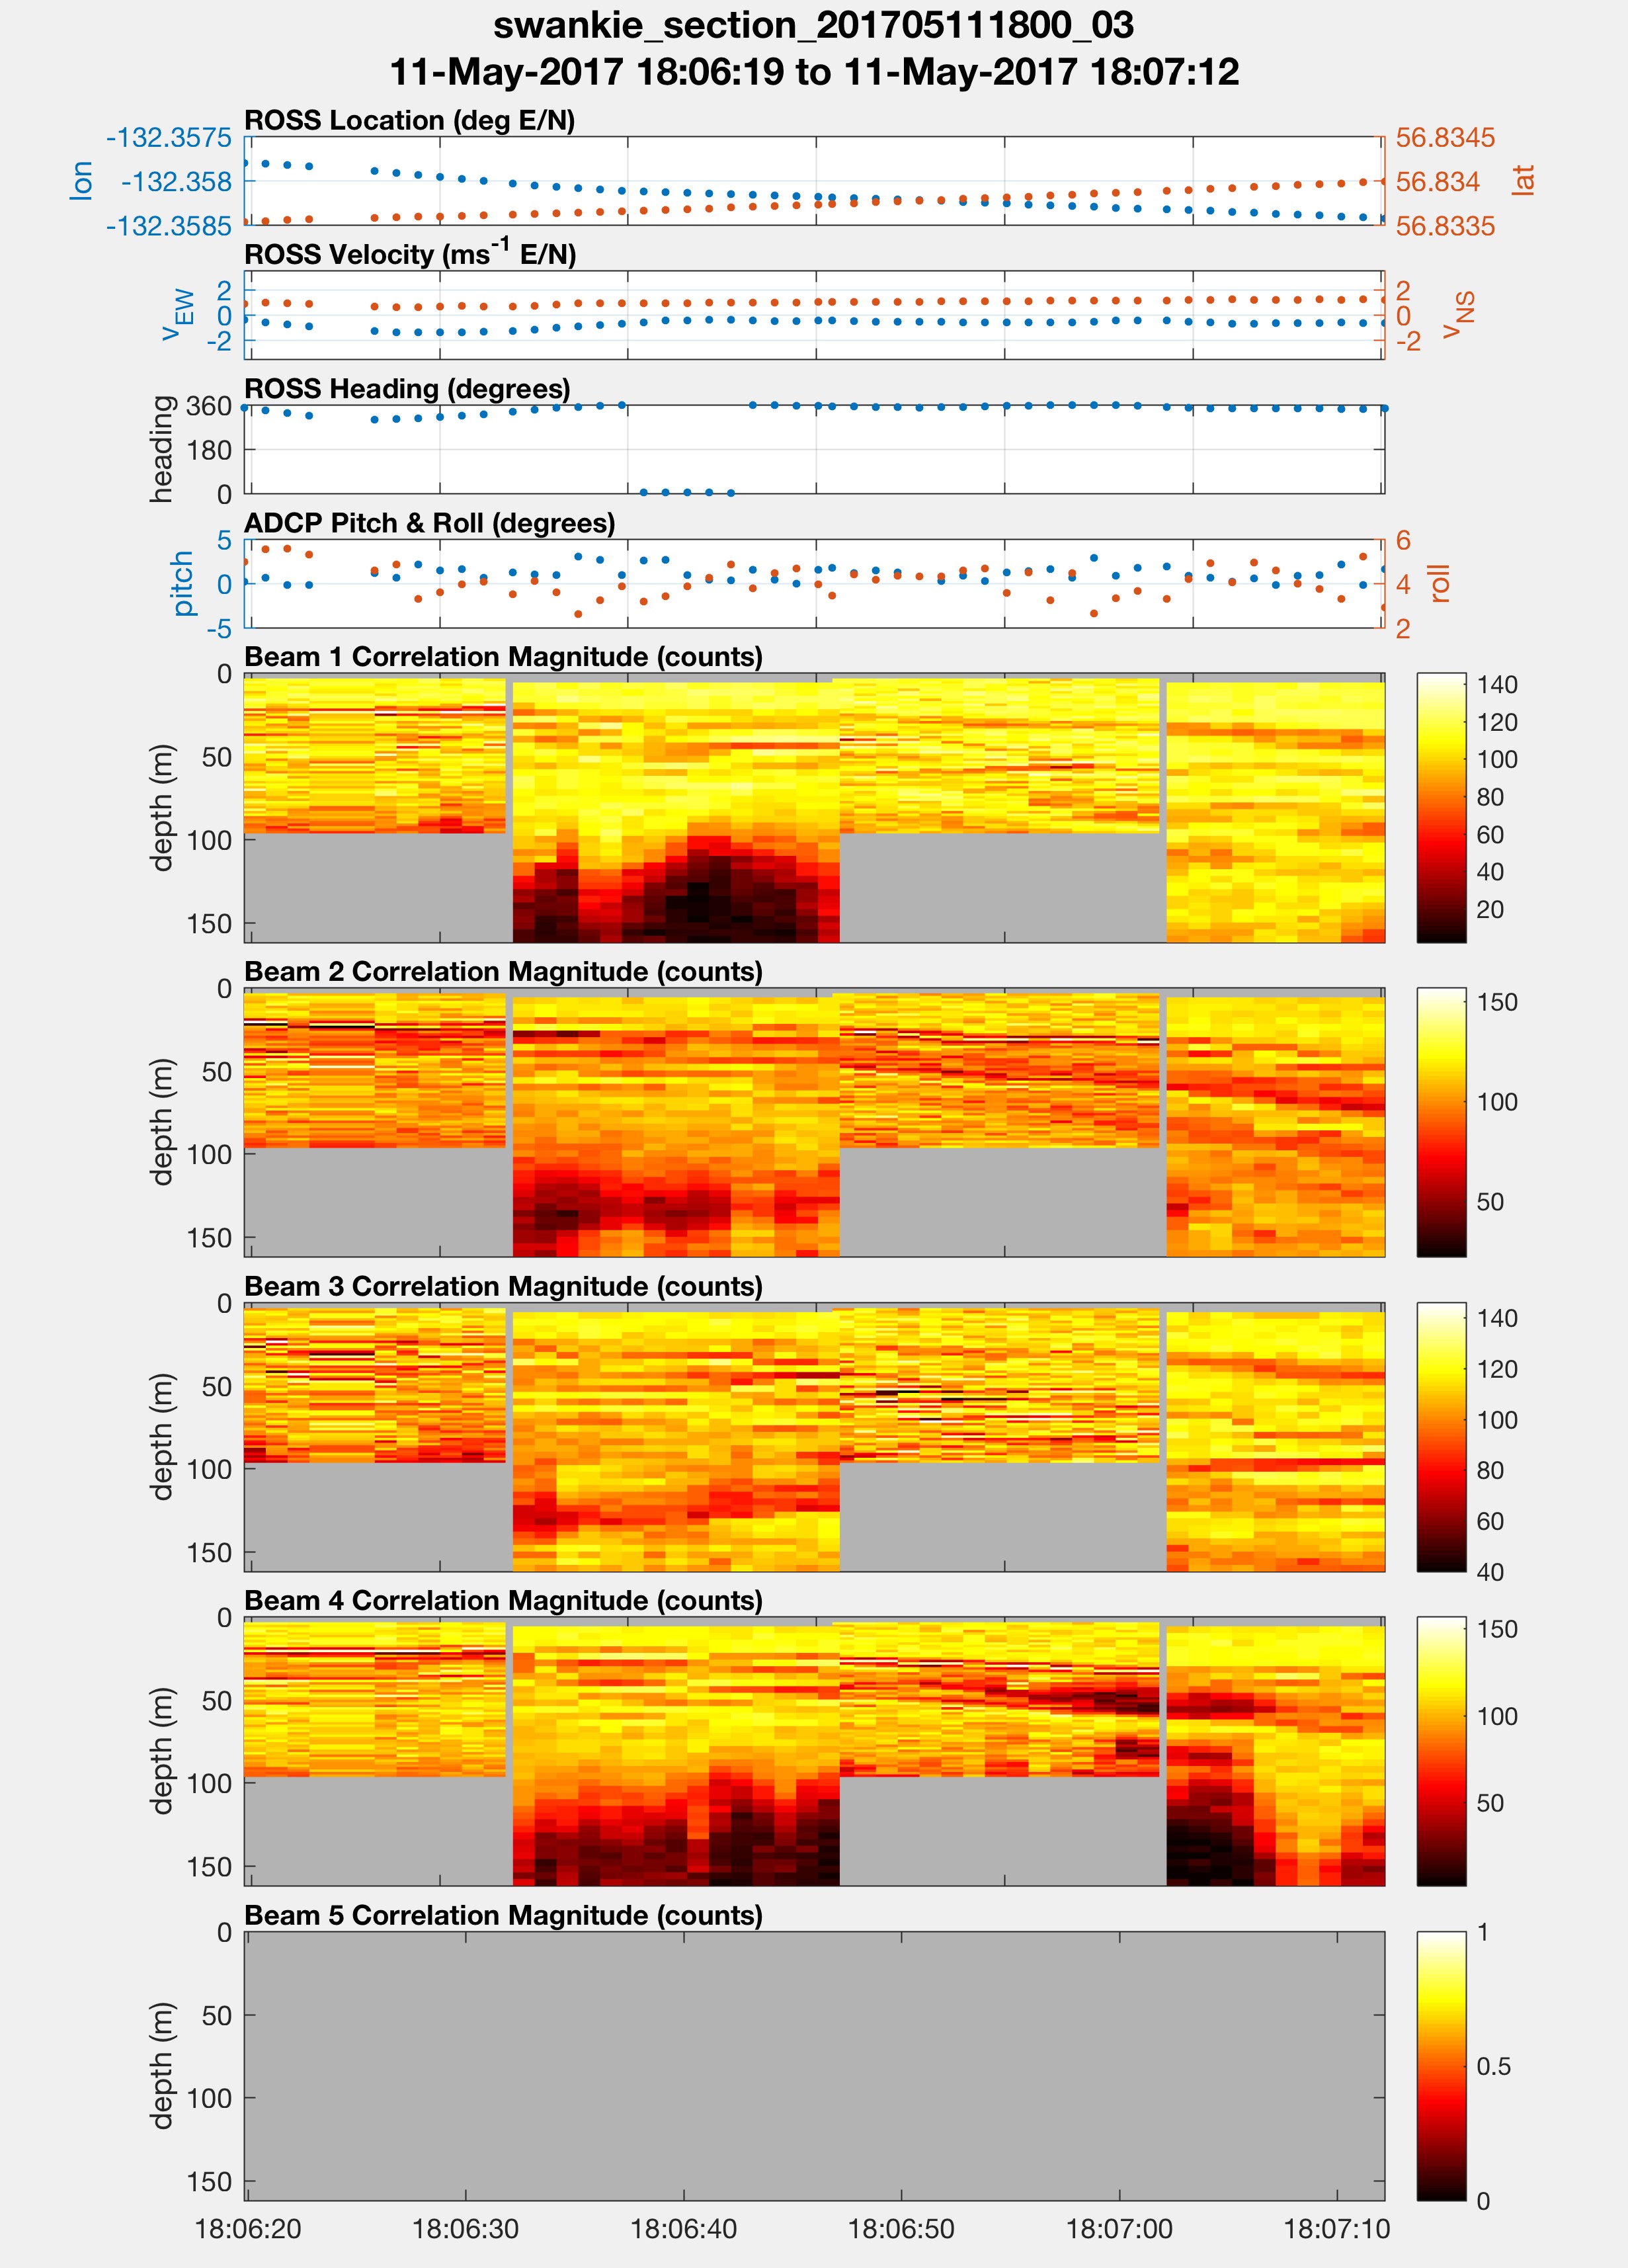 swankie_section_201705111800_03
11-May-2017 18:06:19 to 11-May-2017 18:07:12
ROSS Location (deg E/N)
-132.3575
-132.358
-132.3585
lon
56.8345
56.834
56.8335
lat
ROSS Velocity (ms-1 E/N)
2
0
-2
vEW
2
0
-2
vNS
ROSS Heading (degrees)
360
180
0
heading
ADCP Pitch & Roll (degrees)
5
0
-5
pitch
6
4
2
roll
Beam 1 Correlation Magnitude (counts)
0
50
100
150
depth (m)
140
120
100
80
60
40
20
Beam 2 Correlation Magnitude (counts)
0
50
100
150
depth (m)
150
100
50
Beam 3 Correlation Magnitude (counts)
0
50
100
150
depth (m)
140
120
100
80
60
40
Beam 4 Correlation Magnitude (counts)
0
50
100
150
depth (m)
150
100
50
Beam 5 Correlation Magnitude (counts)
0
50
100
150
depth (m)
1
0.5
0
18:06:20 18:06:30 18:06:40 18:06:50 18:07:00 18:07:10